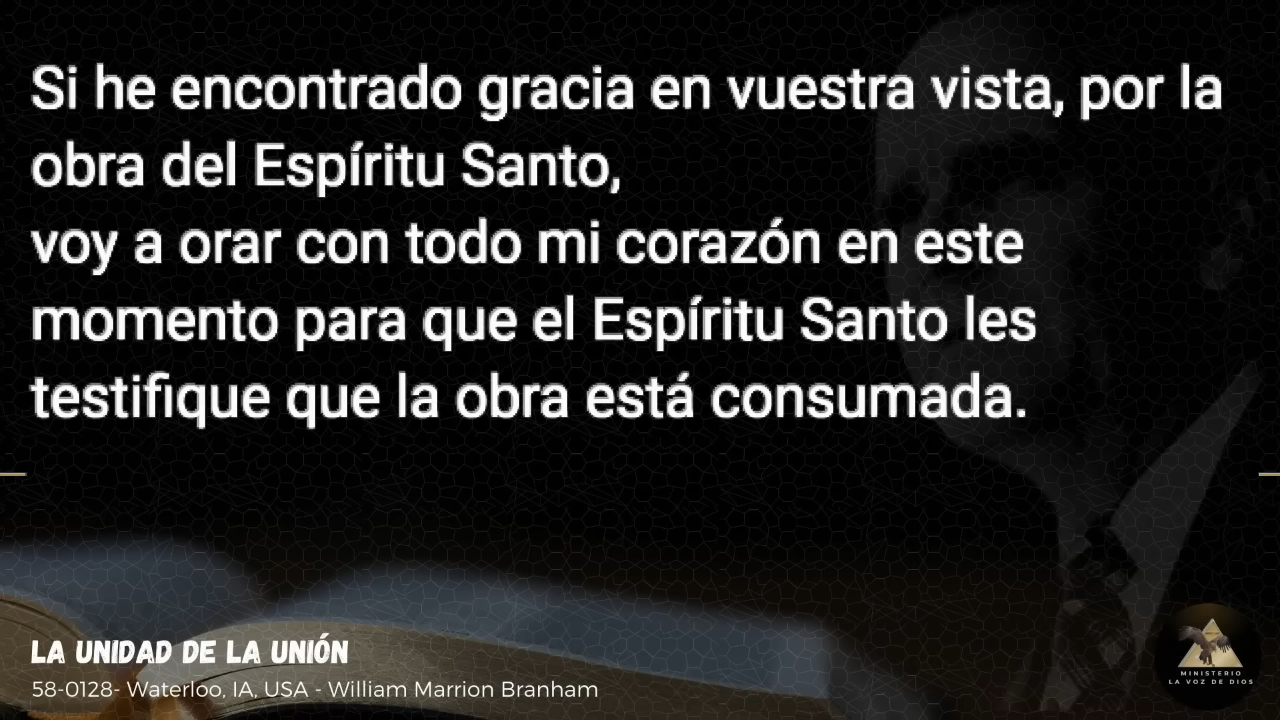 Si he encontrado gracia en vuestra vista, por la
obra del Espíritu Santo,
voy a orar con todo mi corazón en este
momento para que el Espíritu Santo les
testifique que la obra está consumada.
LA UNIDAD DE LA UNIÓN
58-0128- Waterloo, IA, USA - William Marrion Branham
MINISTERIO
LA VOZ DE DIOS